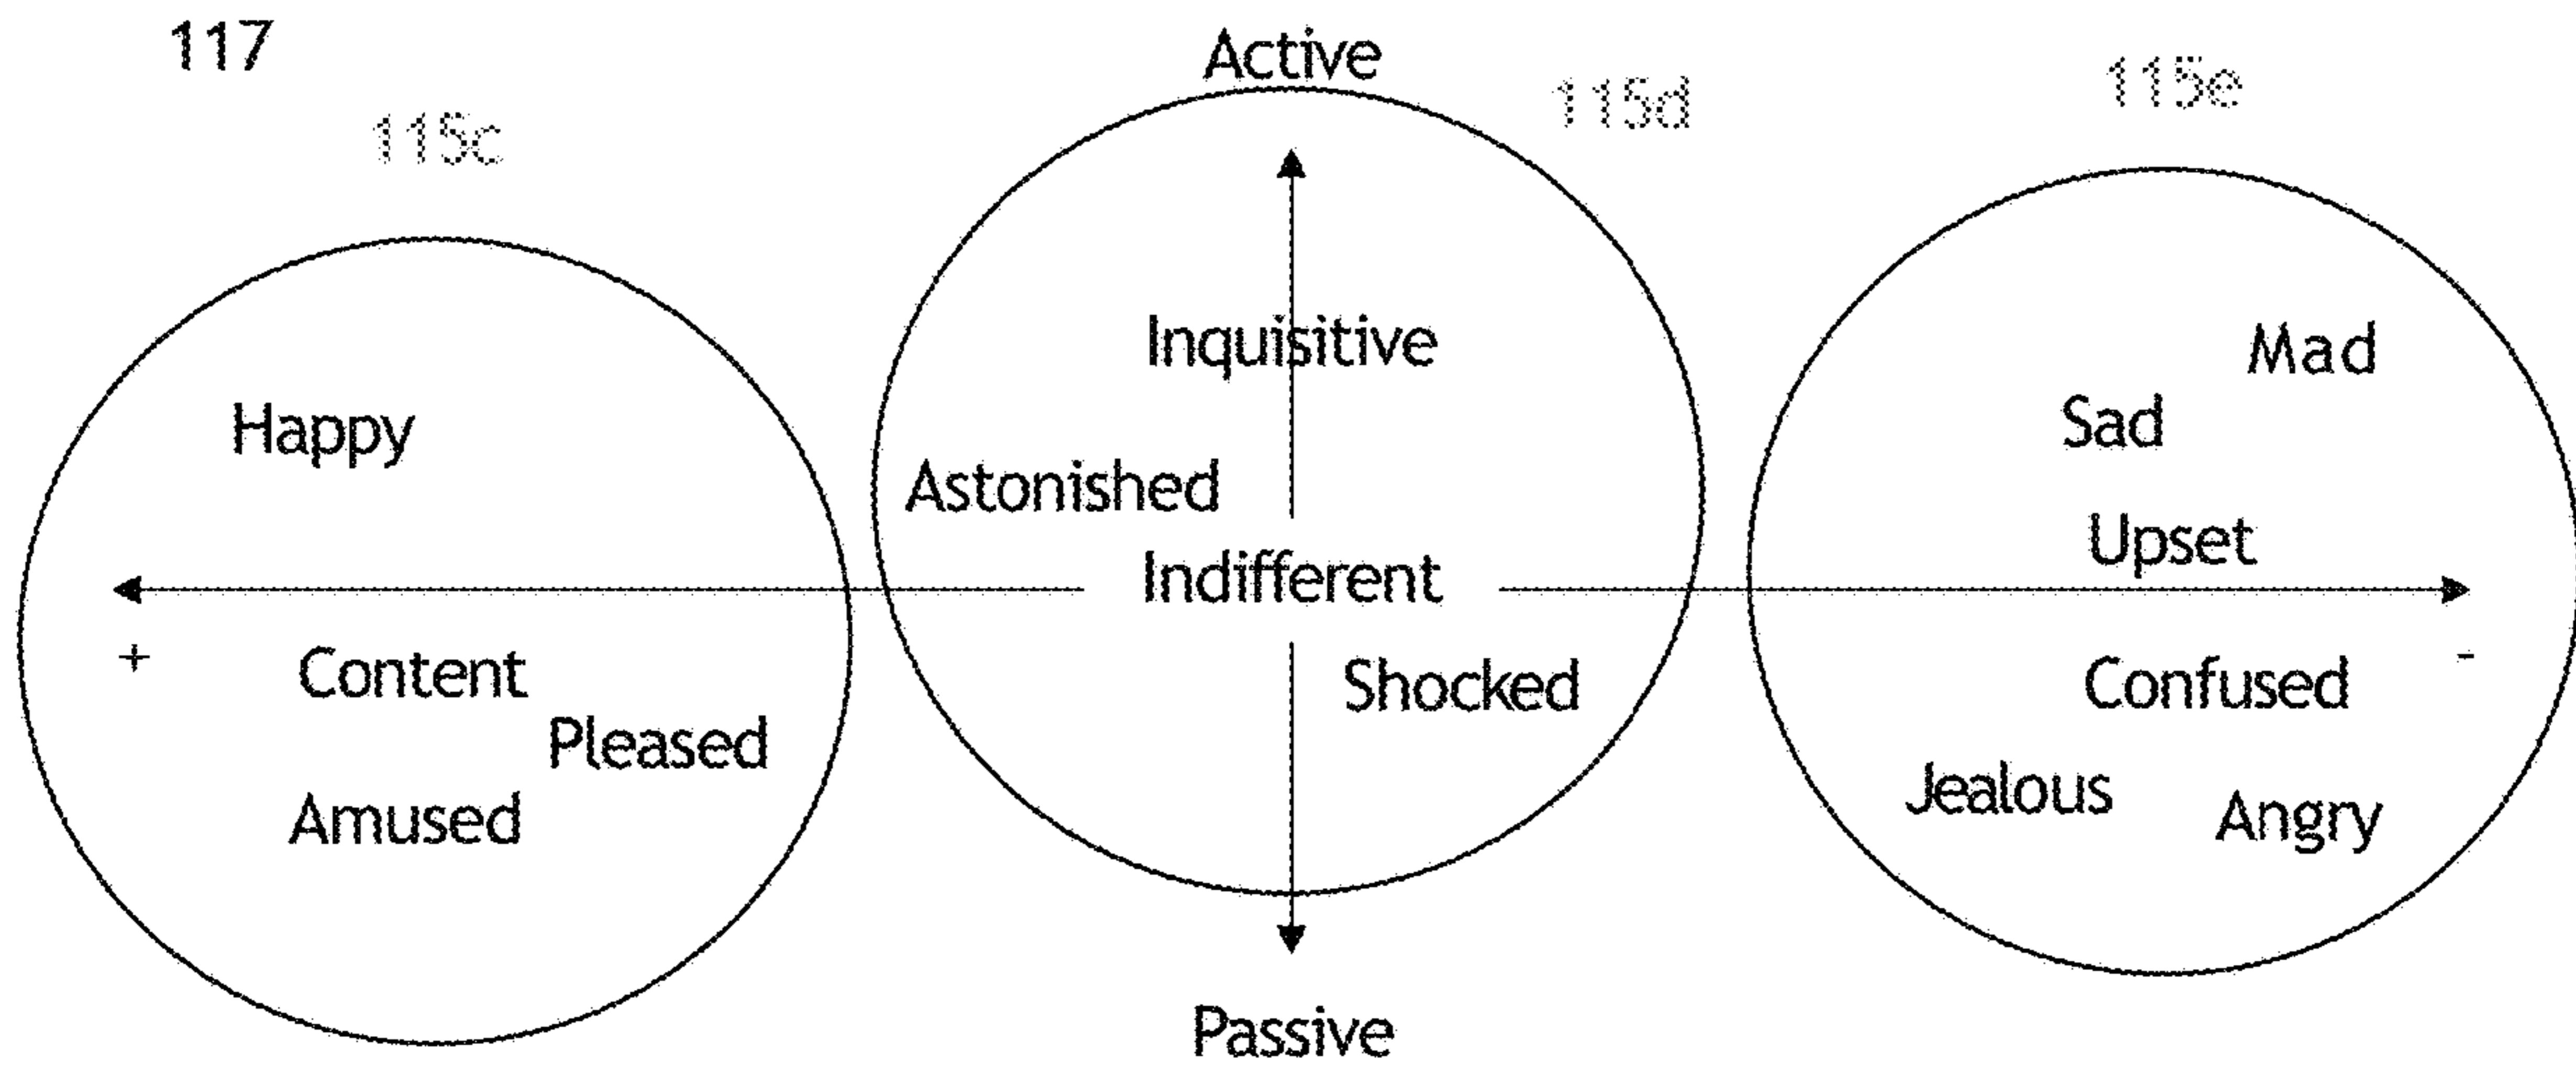 117
Active
115c
115d
115e
Inquisitive
Mad
Happy
Sad
Astonished
Upset
Indifferent
+
-
Content
Shocked
Confused
Pleased
Jealous
Amused
Angry
Passive